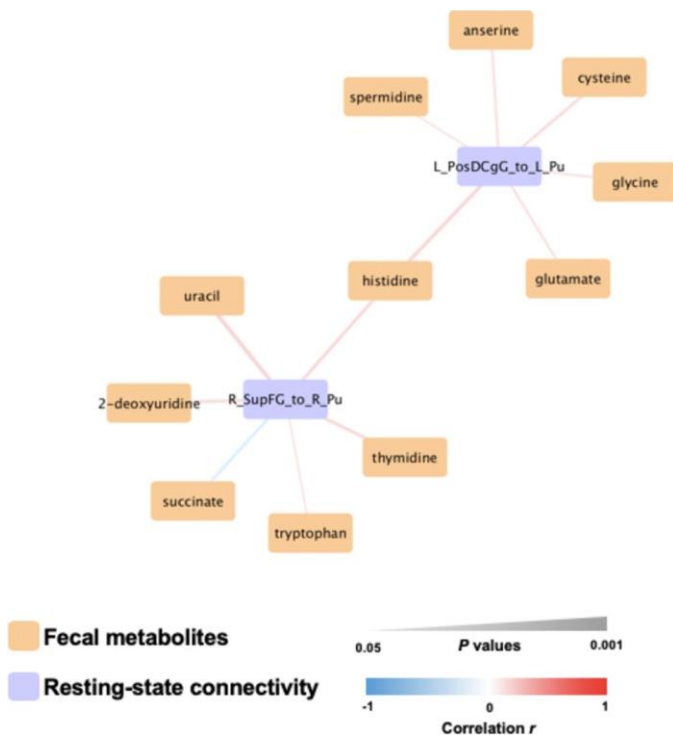 anserine
cysteine
spermidine
L_PosDCgG_to_L_Pu
glycine
histidine
glutamate
uracil
2-deoxyuridine
R_SupFG_to_R_Pu
thymidine
succinate
tryptophan
Fecal metabolites
0.05 P values 0.001
Resting-state connectivity
-1 0 1
Correlation r